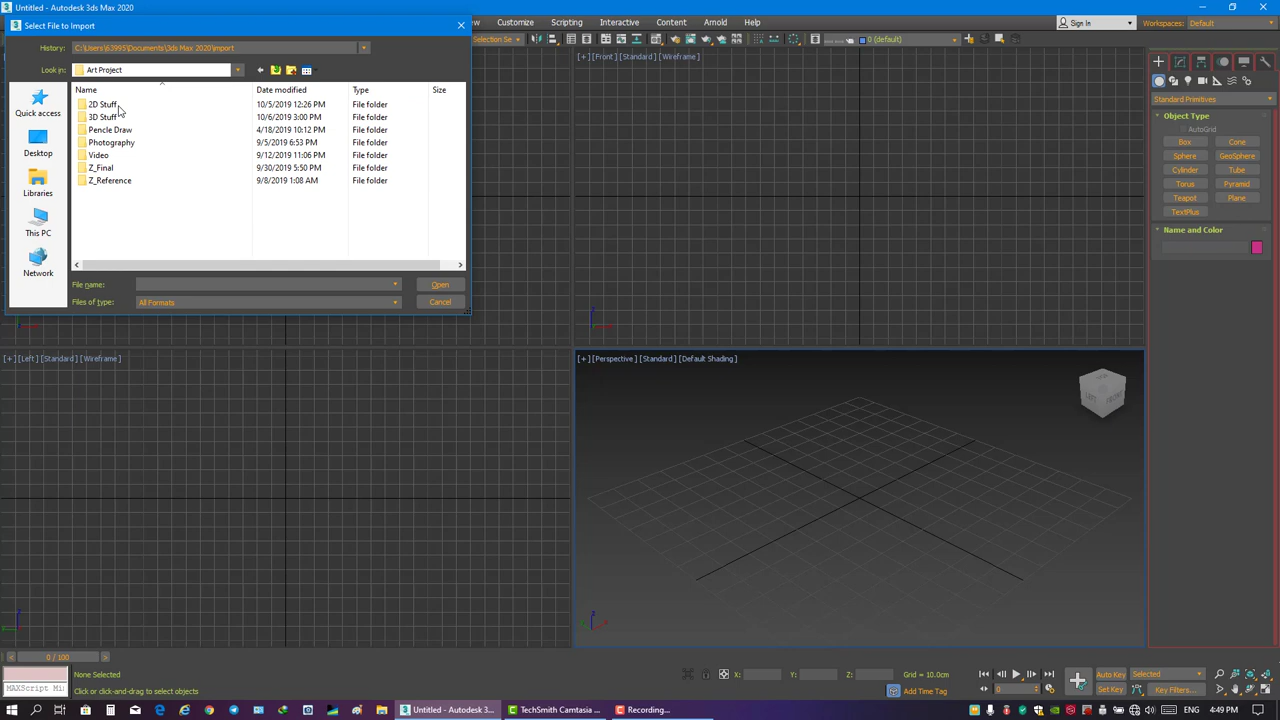 Untitled - Autodesk 3ds Max 2020
Select File to Import
Customize
Scripting
Interactive
Content
Arnold
Sign In
Workspaces: Default
History:
C:\Users\63995\Documents\3ds Max 2020\import
Selection Se
0 (default)
Look in:
Art Project
[+] [Front] [Standard] [Wireframe]
Name
Date modified
Type
Size
2D Stuff
10/5/2019 12:26 PM
File folder
3D Stuff
10/6/2019 3:00 PM
File folder
Pencle Draw
4/18/2019 10:12 PM
File folder
Photography
9/5/2019 6:53 PM
File folder
Video
9/12/2019 11:06 PM
File folder
Z_Final
9/30/2019 5:50 PM
File folder
Z_Reference
9/8/2019 1:08 AM
File folder
Quick access
Desktop
Libraries
This PC
Network
File name:
Open
Files of type:
All Formats
Cancel
Standard Primitives
Object Type
AutoGrid
Box
Cone
Sphere
GeoSphere
Cylinder
Tube
Torus
Pyramid
Teapot
Plane
TextPlus
Name and Color
[+] [Left] [Standard] [Wireframe]
[+] [Perspective] [Standard] [Default Shading]
LEFT
FRONT
0 / 100
None Selected
Click or click-and-drag to select objects
MAXScript Mi
X:
Y:
Z:
Grid = 10.0cm
Add Time Tag
0
Auto Key
Selected
Set Key
Key Filters...
Untitled - Autodesk 3...
TechSmith Camtasia ...
Recording...
ENG
4:49 PM